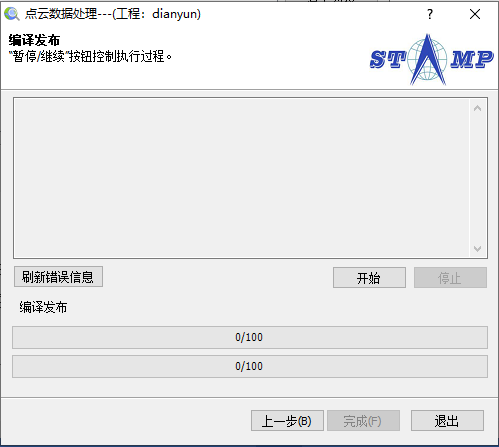 点云数据处理---(工程：dianyun)
?
编译发布
"暂停/继续"按钮控制执行过程。
STAMP
刷新错误信息
开始
停止
编译发布
0/100
0/100
上一步(B)
完成(F)
退出